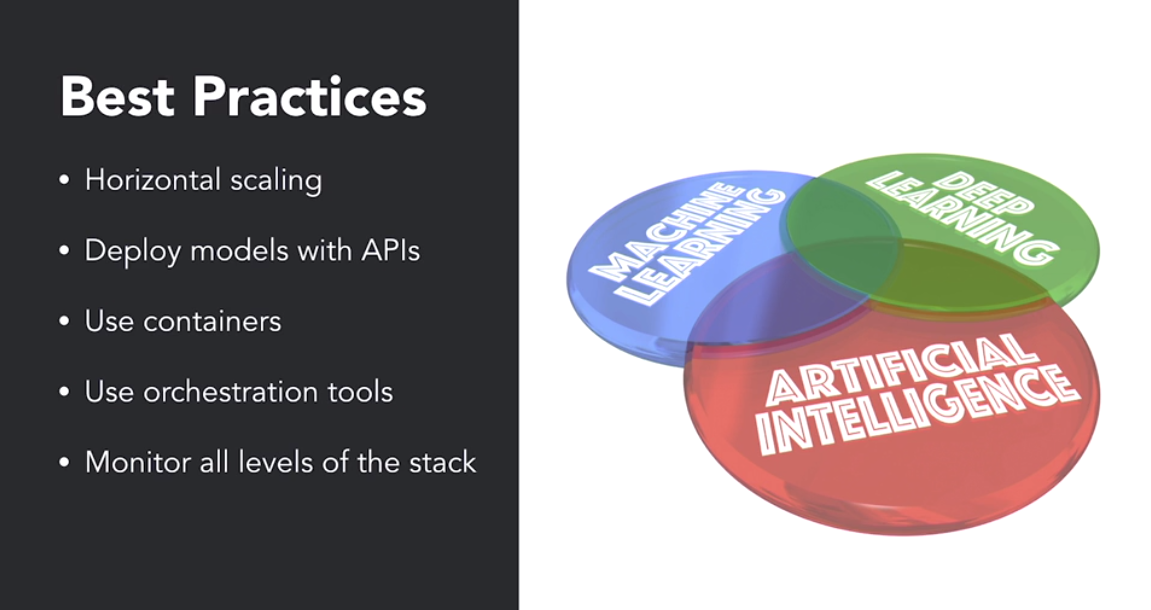 Best Practices
• Horizontal scaling
• Deploy models with APIs
• Use containers
• Use orchestration tools
• Monitor all levels of the stack
MACHINE
LEARNING
DEEP
LEARNING
ARTIFICIAL
INTELLIGENCE